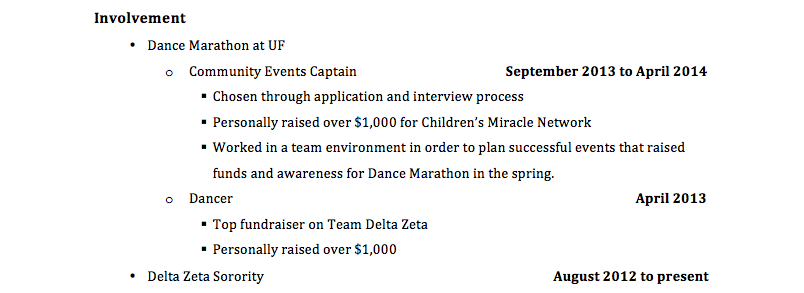 Involvement
• Dance Marathon at UF
o Community Events Captain September 2013 to April 2014
▪ Chosen through application and interview process
▪ Personally raised over $1,000 for Children’s Miracle Network
▪ Worked in a team environment in order to plan successful events that raised
funds and awareness for Dance Marathon in the spring.
o Dancer April 2013
▪ Top fundraiser on Team Delta Zeta
▪ Personally raised over $1,000
• Delta Zeta Sorority August 2012 to present